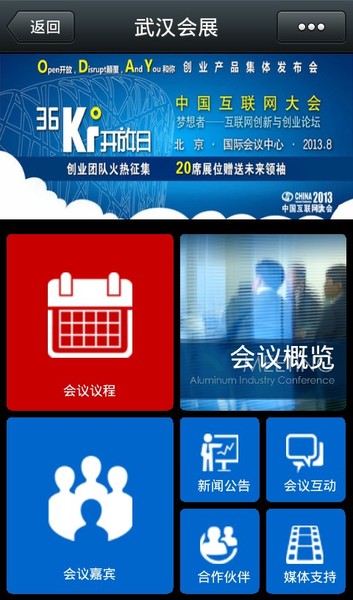 返回
武汉会展
Open开放 , Disrupt颠覆 , And You 和你 创业产品集体发布会
36Kr开放日
中国互联网大会
梦想者——互联网创新与创业论坛
北京·国际会议中心·2013.8
创业团队火热征集 20席展位赠送未来领袖
CHINA 2013
中国互联网大会
会议议程
会议概览
MEETING
Aluminum Industry Conference
会议嘉宾
新闻公告
会议互动
合作伙伴
媒体支持